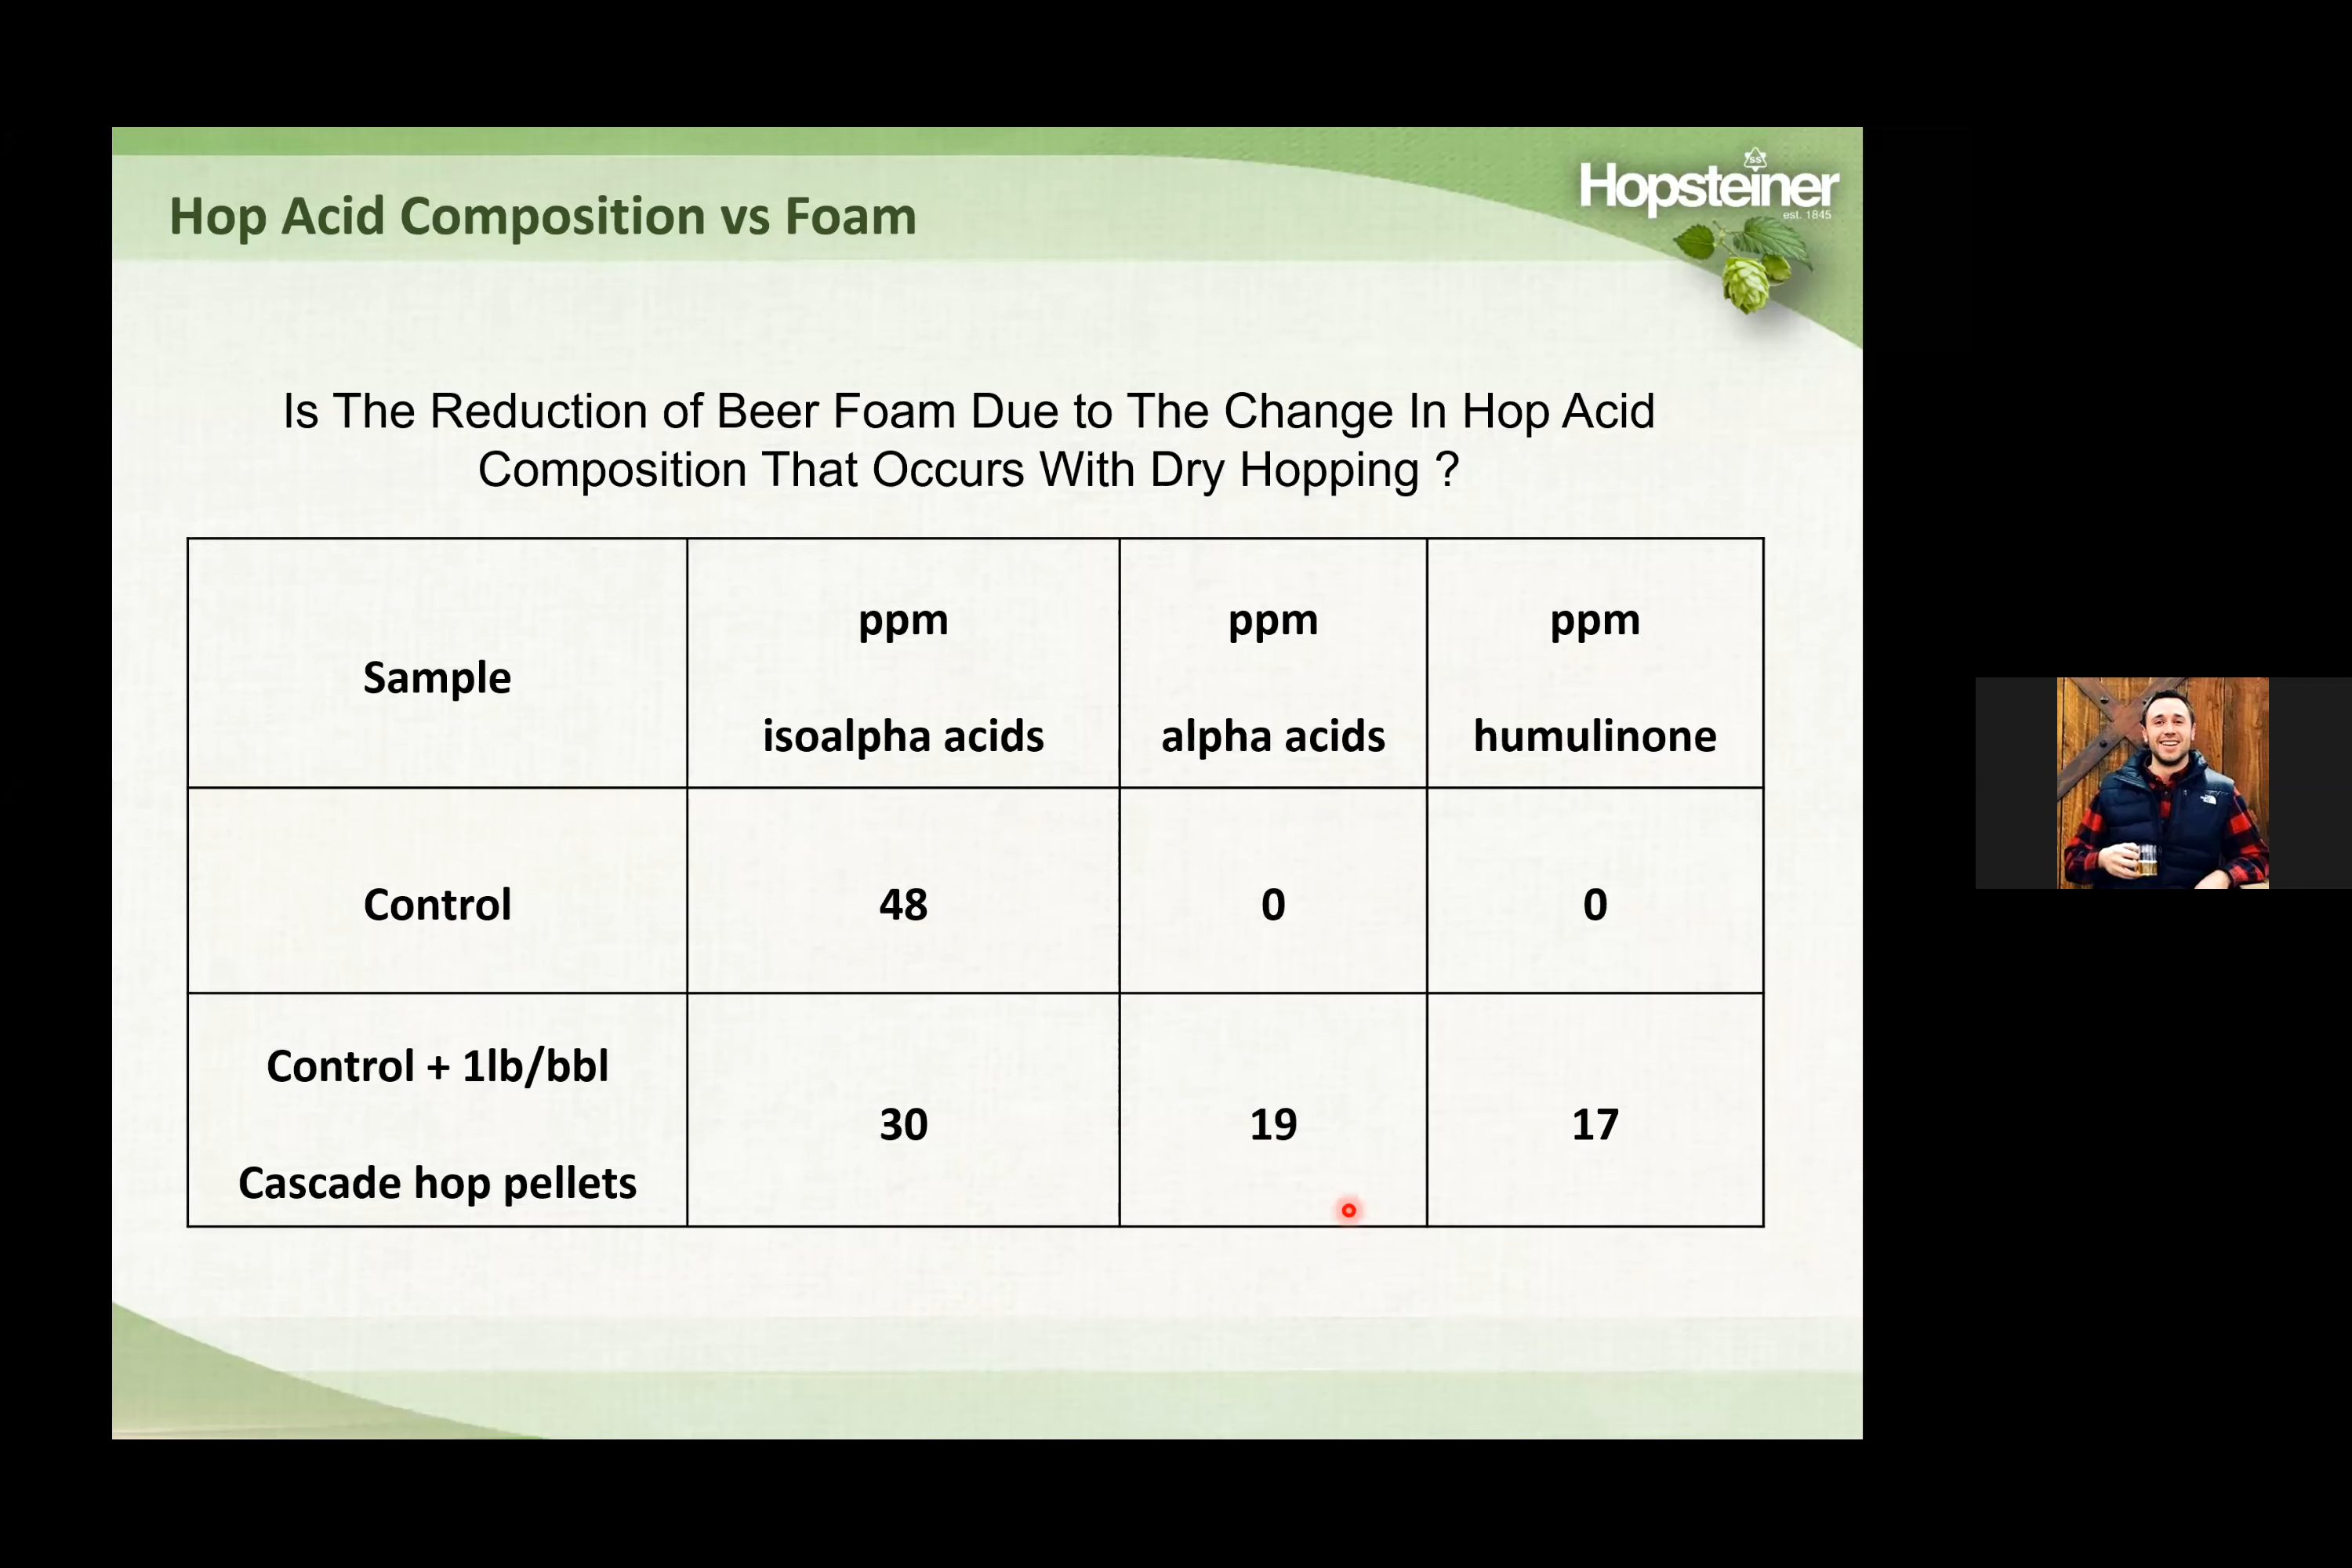 Hop Acid Composition vs Foam
SS
Hopsteiner
est. 1845
Is The Reduction of Beer Foam Due to The Change In Hop Acid
Composition That Occurs With Dry Hopping ?
Sample
ppm
isoalpha acids
ppm
alpha acids
ppm
humulinone
Control
48
0
0
Control + 1lb/bbl
Cascade hop pellets
30
19
17